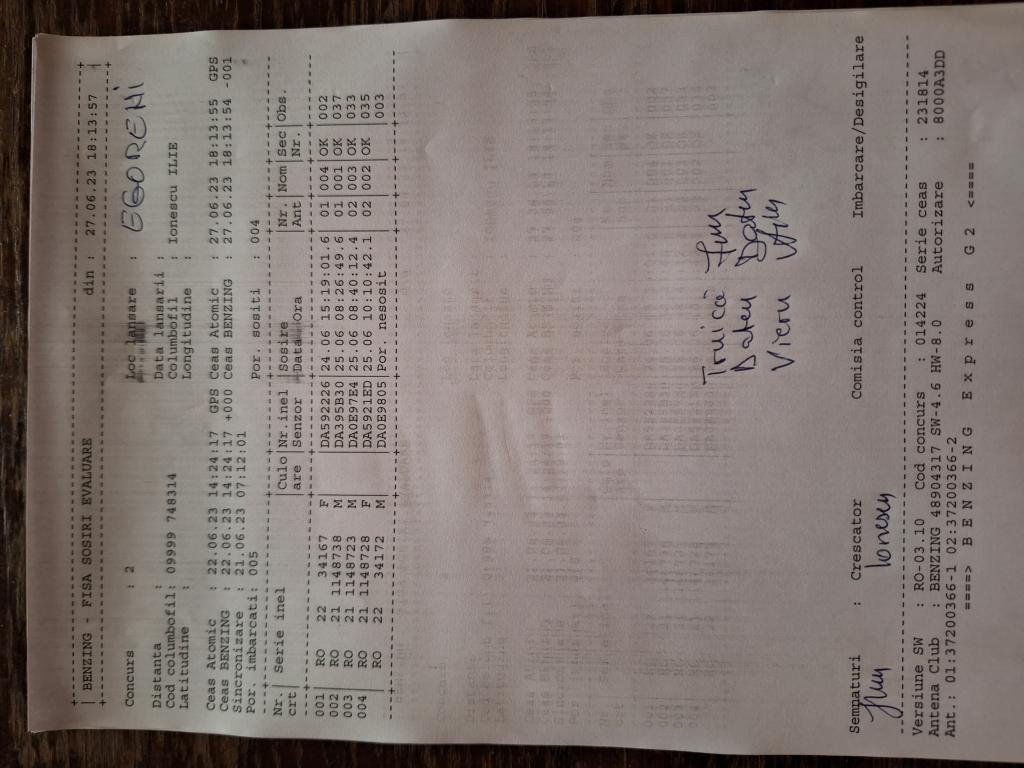 +-----------------------------------------------------------------------------+
| BENZING - FISA SOSIRI EVALUARE din : 27.06.23 18:13:57 |
+-----------------------------------------------------------------------------+
Concurs : 2 Loc lansare : EGORENI
Distanta : Data lansarii :
Cod columbofil: 09999 748314 Columbofil : Ionescu ILIE
Latitudine : Longitudine :
Ceas Atomic : 22.06.23 14:24:17 GPS Ceas Atomic : 27.06.23 18:13:55 GPS
Ceas BENZING : 22.06.23 14:24:17 +000 Ceas BENZING : 27.06.23 18:13:54 -001
Sincronizare : 21.06.23 07:12:01
Por. imbarcati: 005 Por. sositi : 004
Nr.| Serie inel |Culo|Nr.inel |Sosire |Nr. |Nom|Sec|Obs.
crt| |are |Senzor |Data ora |Ant | |Nr.|
001 | RO 22 34167 F | |DA592226|24.06 15:19:01.6| 01|004|OK | 002
002 | RO 21 1148738 M | |DA395B30|25.06 08:26:49.6| 01|001|OK | 037
003 | RO 21 1148723 M | |DA0E97E4|25.06 08:40:12.4| 02|003|OK | 033
004 | RO 21 1148728 F | |DA5921ED|25.06 10:10:42.1| 02|002|OK | 035
| RO 22 34172 M | |DA0E9805|Por. nesosit | | | | 003
Daten Daten
Semnaturi : Crescator Comisia control Imbarcare/Desigilare
Ionescu
Versiune SW : RO-03.10 Cod concurs : 014224 Serie ceas : 231814
Antena Club : BENZING 48904317 SW-4.6 HW-8.0 Autorizare : 8000A3DD
Ant.: 01:37200366-1 02:37200366-2
====> B E N Z I N G E x p r e s s G 2 <====